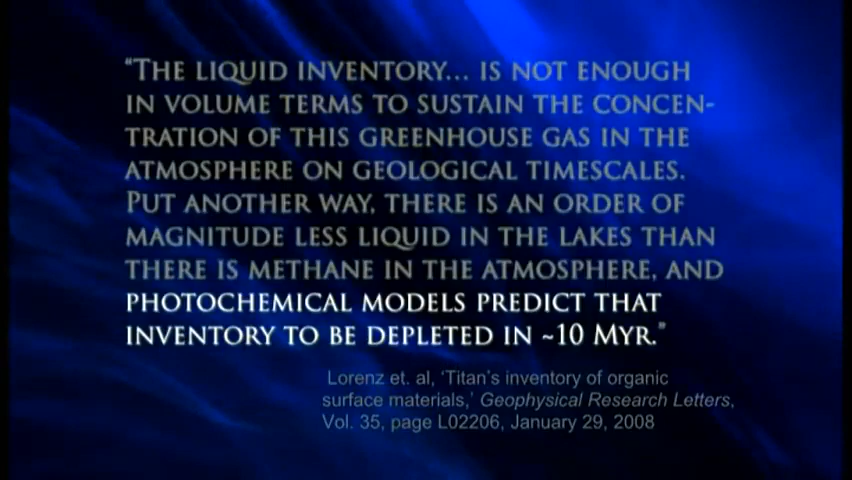 “THE LIQUID INVENTORY... IS NOT ENOUGH
IN VOLUME TERMS TO SUSTAIN THE CONCEN-
TRATION OF THIS GREENHOUSE GAS IN THE
ATMOSPHERE ON GEOLOGICAL TIMESCALES.
PUT ANOTHER WAY, THERE IS AN ORDER OF
MAGNITUDE LESS LIQUID IN THE LAKES THAN
THERE IS METHANE IN THE ATMOSPHERE, AND
PHOTOCHEMICAL MODELS PREDICT THAT
INVENTORY TO BE DEPLETED IN ~10 MYR.”
Lorenz et. al, ‘Titan’s inventory of organic
surface materials,’ Geophysical Research Letters,
Vol. 35, page L02206, January 29, 2008